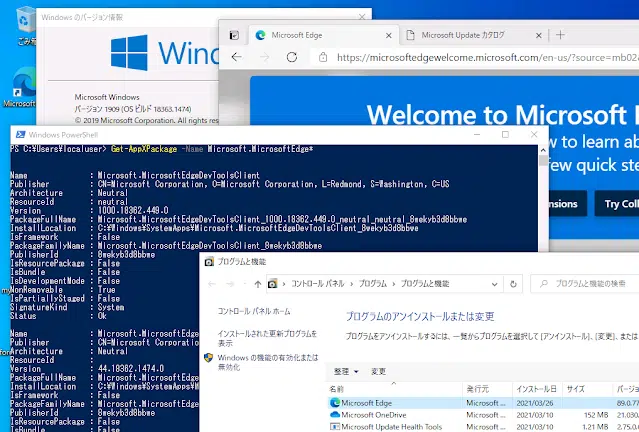 ごみ箱
Microsoft
Windows のバージョン情報
Wind
Microsoft Windows
バージョン 1909 (OS ビルド 18363.1474)
© 2019 Microsoft Corporation. All rights
Microsoft Edge
Microsoft Update カタログ
https://microsoftedgewelcome.microsoft.com/en-us/?source=mb02
Welcome to Microsoft
ow to learn ab
few quick ste
ensions
Try Coll
Windows PowerShell
PS C:¥Users¥localuser> Get-AppXPackage -Name Microsoft.MicrosoftEdge*
Name : Microsoft.MicrosoftEdgeDevToolsClient
Publisher : CN=Microsoft Corporation, O=Microsoft Corporation, L=Redmond, S=Washington, C=US
Architecture : Neutral
ResourceId : neutral
Version : 1000.18362.449.0
PackageFullName : Microsoft.MicrosoftEdgeDevToolsClient_1000.18362.449.0_neutral_neutral_8wekyb3d8bbwe
InstallLocation : C:¥Windows¥SystemApps¥Microsoft.MicrosoftEdgeDevToolsClient_8wekyb3d8bbwe
IsFramework : False
PackageFamilyName : Microsoft.MicrosoftEdgeDevToolsClient_8wekyb3d8bbwe
PublisherId : 8wekyb3d8bbwe
IsResourcePackage : False
IsBundle : False
IsDevelopmentMode : False
NonRemovable : True
IsPartiallyStaged : False
SignatureKind : System
Status : Ok
Name : Microsoft.Micro
Publisher : CN=Microsoft Co
Architecture : Neutral
ResourceId :
Version : 44.18362.1474.0
PackageFullName : Microsoft.Micro
InstallLocation : C:¥Windows¥Syst
IsFramework : False
PackageFamilyName : Microsoft.Micro
PublisherId : 8wekyb3d8bbwe
IsResourcePackage : False
IsBundle : False
プログラムと機能
コントロール パネル > プログラム > プログラムと機能
プログラムと機能の検索
コントロール パネル ホーム
インストールされた更新プログラムを
表示
Windows の機能の有効化または
無効化
プログラムのアンインストールまたは変更
プログラムをアンインストールするには、一覧からプログラムを選択して [アンインストール]、[変更]、または
整理 変更
名前 発行元 インストール日 サイズ バージョ
Microsoft Edge Microsoft ... 2021/03/26 89.0.77
Microsoft OneDrive Microsoft ... 2021/03/10 152 MB 21.030.
Microsoft Update Health Tools Microsoft ... 2021/03/10 1.21 MB 2.75.0.